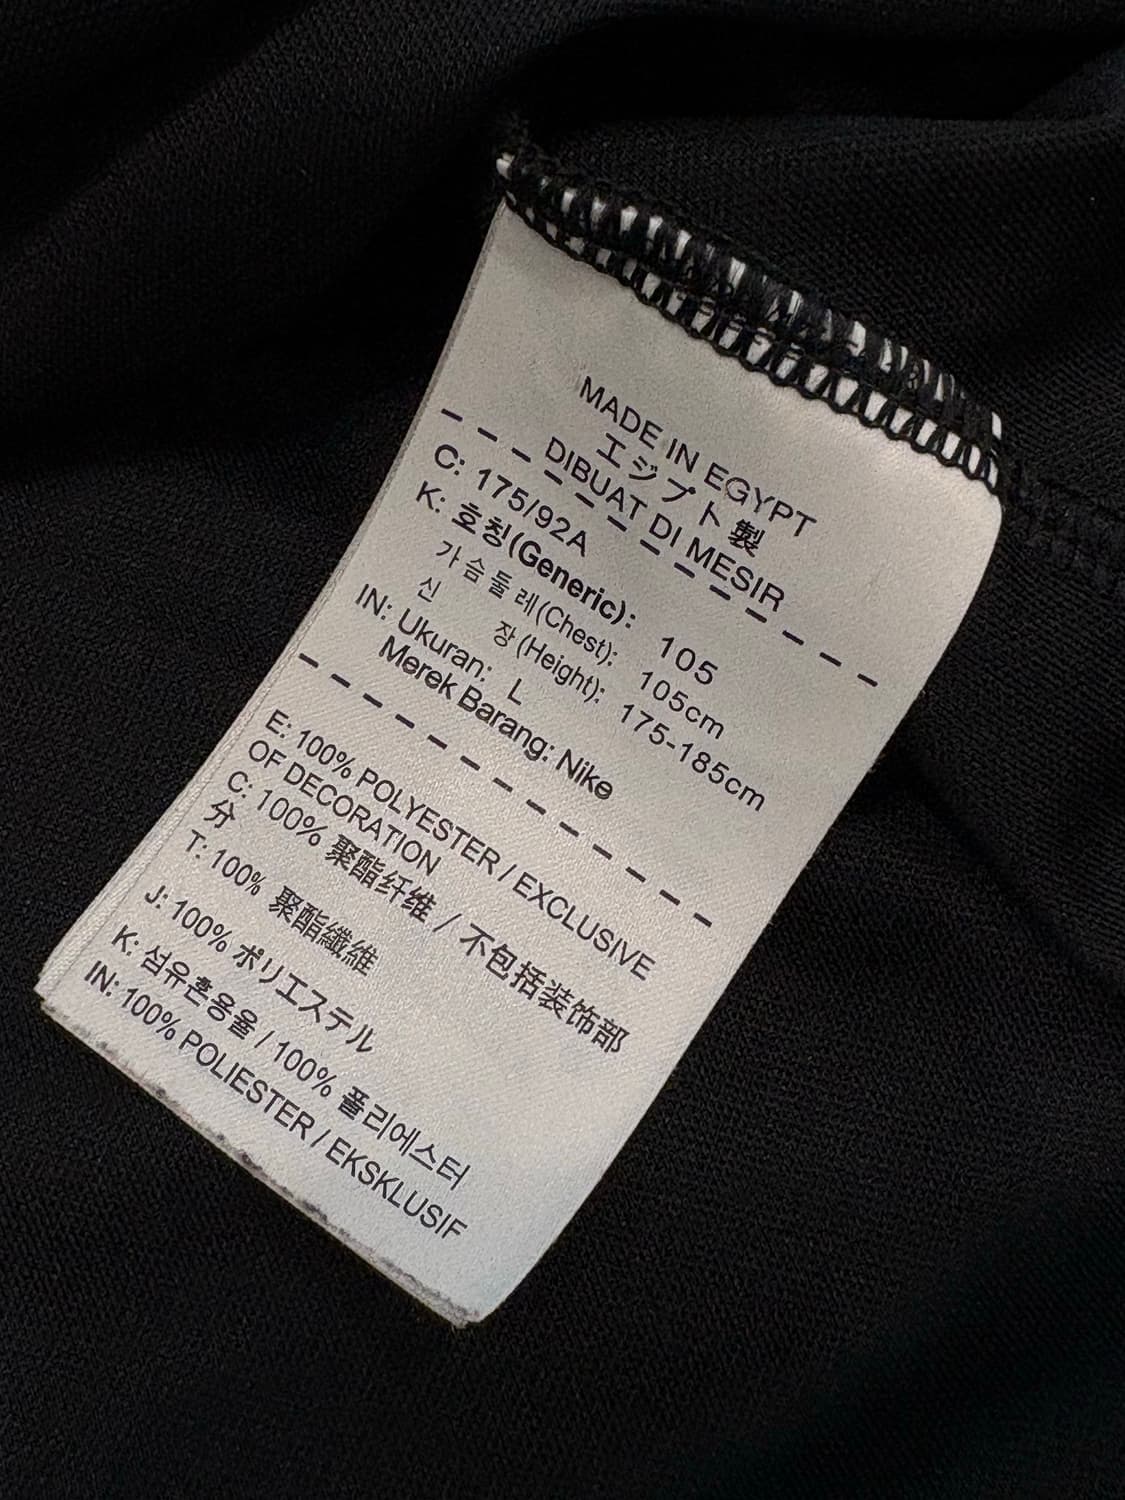 MADE IN EGYPT
エジプト製
DIBUAT DI MESIR
C: 175/92A
K: 호칭(Generic): 105
가슴둘레(Chest): 105cm
신 장(Height): 175-185cm
IN: Ukuran: L
Merek Barang: Nike
E: 100% POLYESTER / EXCLUSIVE
OF DECORATION
C: 100% 聚酯纤维 / 不包括装饰部
分
T: 100% 聚酯纖維
J: 100% ポリエステル
K: 섬유혼용율 / 100% 폴리에스터
IN: 100% POLIESTER / EKSKLUSIF